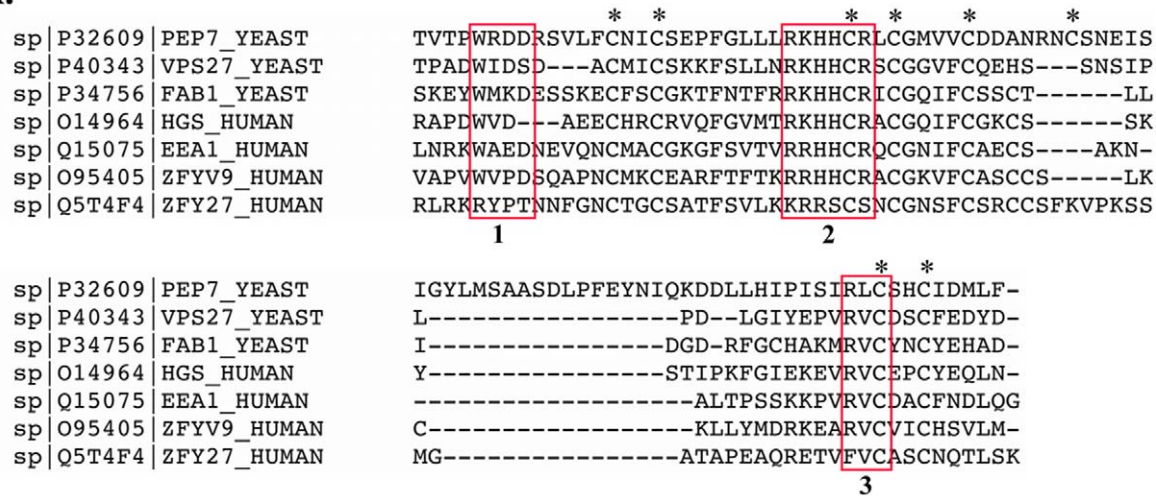 * * * * * *
sp|P32609|PEP7_YEAST TVTPWRDDRSVLFCNICSEPFGLLLRKHHCRLCGMVVCDDANRNCSNEIS
sp|P40343|VPS27_YEAST TPADWIDSD---ACMICSKKFSLLNRKHHCRSCGGVFCQEHS---SNSIP
sp|P34756|FAB1_YEAST SKEYWMKDESSKECFSCGKTFNTFRRKHHCRICGQIFCSSCT------LL
sp|O14964|HGS_HUMAN RAPDWVD---AEECHRCRVQFGVMTRKHHCRACGQIFCGKCS------SK
sp|Q15075|EEA1_HUMAN LNRKWAEDNEVQNCMACGKGFSVTVRRHHCRQCGNIFCAECS----AKN-
sp|O95405|ZFYV9_HUMAN VAPVWVPDSQAPNCMKCEARFTFTKRRHHCRACGKVFCASCCS-----LK
sp|Q5T4F4|ZFY27_HUMAN RLRKRYPTNNFGNCTGCSATFSVLKKRRSCSNCGNSFCSRCCSFKVPKSS
1 2
* *
sp|P32609|PEP7_YEAST IGYLMSAASDLPFEYNIQKDDLLHIPISIRLCSHCIDMLF-
sp|P40343|VPS27_YEAST L-----------------PD--LGIYEPVRVCDSCFEDYD-
sp|P34756|FAB1_YEAST I----------------DGD-RFGCHAKMRVCYNCYEHAD-
sp|O14964|HGS_HUMAN Y----------------STIPKFGIEKEVRVCEPCYEQLN-
sp|Q15075|EEA1_HUMAN ------------------ALTPSSKKPVRVCDACFNDLQG
sp|O95405|ZFYV9_HUMAN C-----------------KLLYMDRKEARVCVICHSVLM-
sp|Q5T4F4|ZFY27_HUMAN MG----------------ATAPEAQRETVFVCASCNQTLSK
3